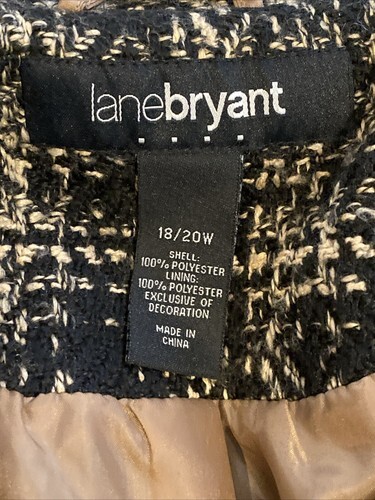 lanebryant
18/20W
SHELL:
100% POLYESTER
LINING:
100% POLYESTER
EXCLUSIVE OF
DECORATION
MADE IN
CHINA